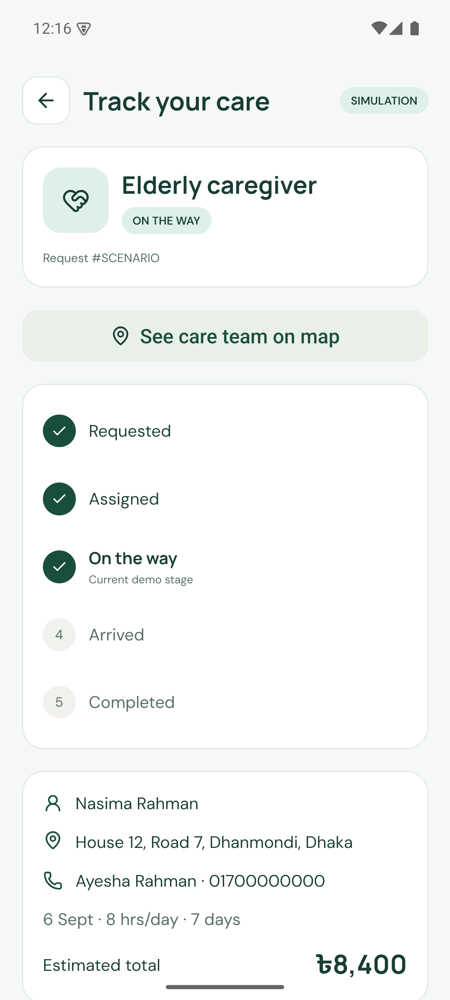 12:16
Track your care
SIMULATION
Elderly caregiver
ON THE WAY
Request #SCENARIO
See care team on map
Requested
Assigned
On the way
Current demo stage
4 Arrived
5 Completed
Nasima Rahman
House 12, Road 7, Dhanmondi, Dhaka
Ayesha Rahman · 01700000000
6 Sept · 8 hrs/day · 7 days
Estimated total ৳8,400